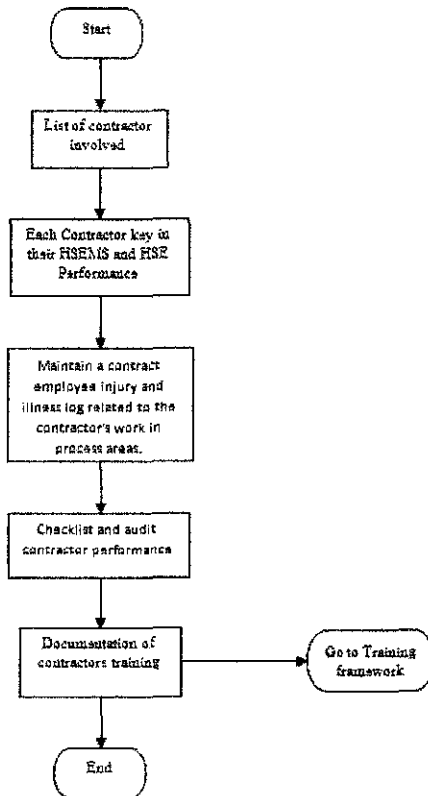 Start
List of contractor
involved
Each Contractor key in
their HSEMS and HSE
Performance
Maintain a contract
employee injury and
illness log related to the
contractor's work in
process areas.
Checklist and audit
contractor performance
Documentation of
contractors training
Go to Training
framework
End